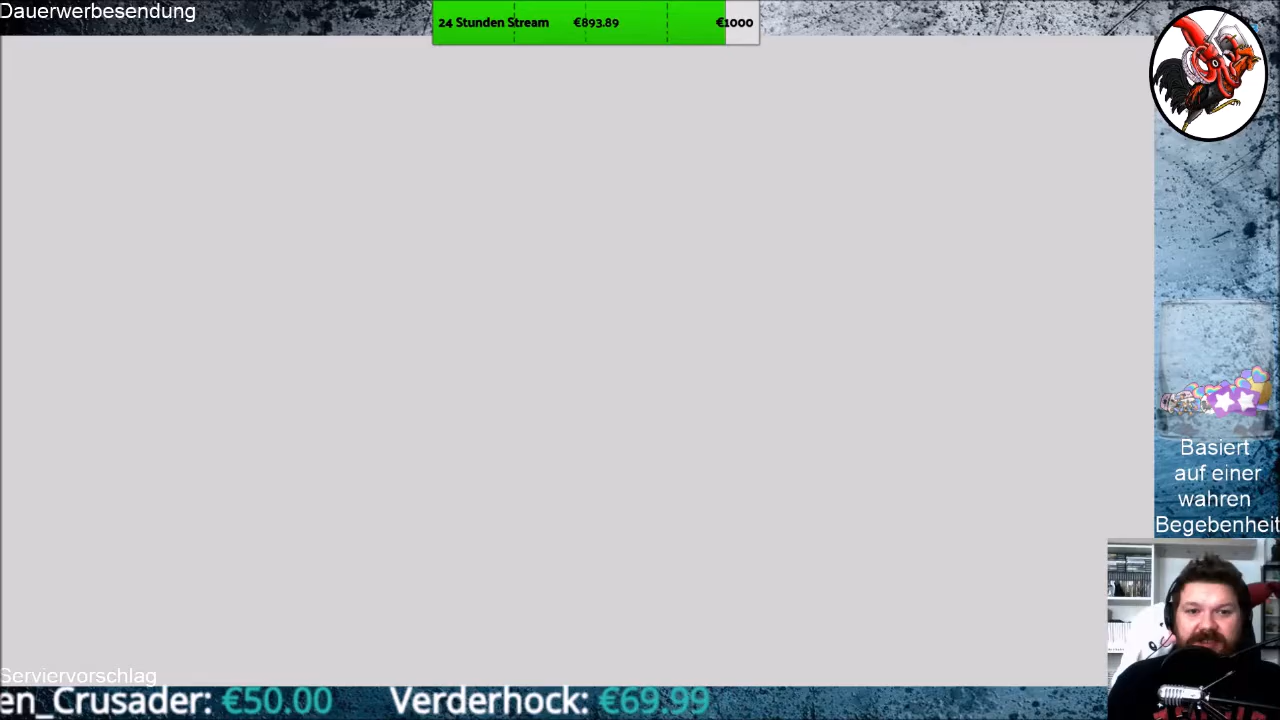 Dauerwerbesendung
24 Stunden Stream €893.89 €1000
Basiert
auf einer
wahren
Begebenheit
Serviervorschlag
en_Crusader: €50.00 Verderhock: €69.99